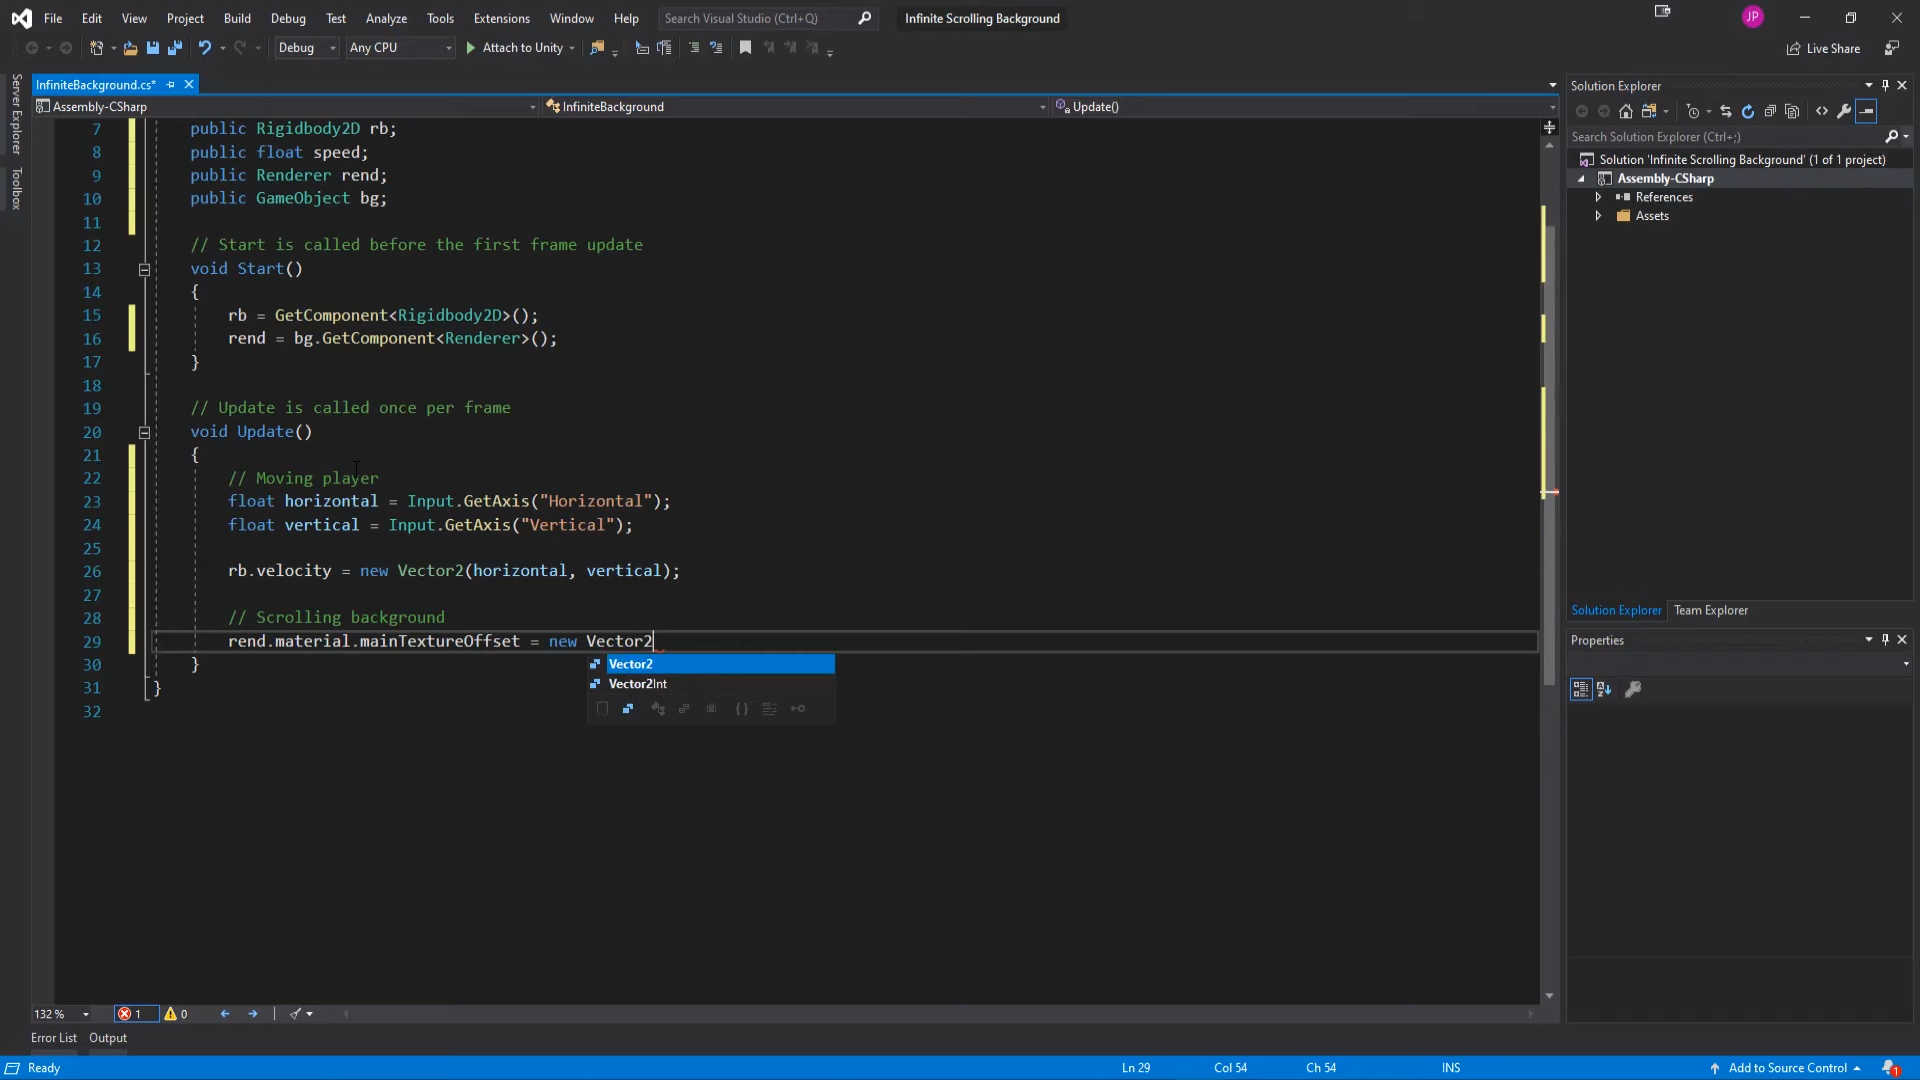 File Edit View Project Build Debug Test Analyze Tools Extensions Window Help Search Visual Studio (Ctrl+Q) Infinite Scrolling Background JP
Debug Any CPU Attach to Unity Live Share
Server Explorer
Toolbox
InfiniteBackground.cs*
Assembly-CSharp InfiniteBackground Update()
7 public Rigidbody2D rb;
8 public float speed;
9 public Renderer rend;
10 public GameObject bg;
11
12 // Start is called before the first frame update
13 void Start()
14 {
15 rb = GetComponent<Rigidbody2D>();
16 rend = bg.GetComponent<Renderer>();
17 }
18
19 // Update is called once per frame
20 void Update()
21 {
22 // Moving player
23 float horizontal = Input.GetAxis("Horizontal");
24 float vertical = Input.GetAxis("Vertical");
25
26 rb.velocity = new Vector2(horizontal, vertical);
27
28 // Scrolling background
29 rend.material.mainTextureOffset = new Vector2
30 }
31 }
32
Vector2
Vector2Int
Solution Explorer
Search Solution Explorer (Ctrl+;)
Solution 'Infinite Scrolling Background' (1 of 1 project)
Assembly-CSharp
References
Assets
Solution Explorer Team Explorer
Properties
132 % 1 0
Error List Output
Ready Ln 29 Col 54 Ch 54 INS Add to Source Control 1